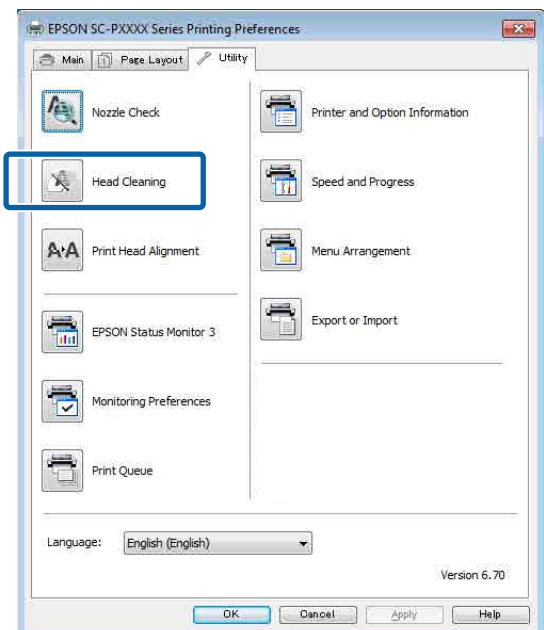 EPSON SC-PXXXX Series Printing Preferences
Main Page Layout Utility
Nozzle Check
Head Cleaning
A A Print Head Alignment
EPSON Status Monitor 3
Monitoring Preferences
Print Queue
Printer and Option Information
Speed and Progress
Menu Arrangement
Export or Import
Language: English (English)
Version 6.70
OK Cancel Apply Help